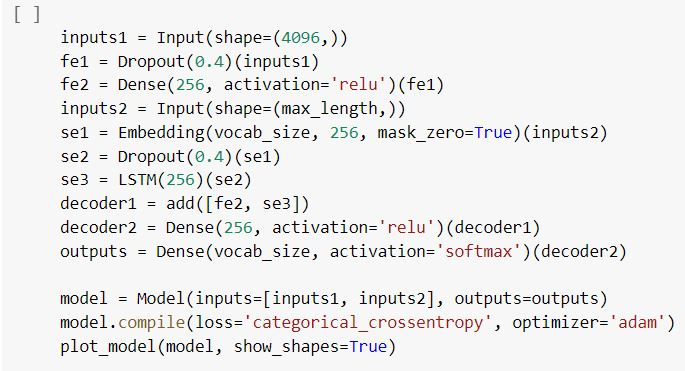 [ ]
inputs1 = Input(shape=(4096,))
fe1 = Dropout(0.4)(inputs1)
fe2 = Dense(256, activation='relu')(fe1)
inputs2 = Input(shape=(max_length,))
se1 = Embedding(vocab_size, 256, mask_zero=True)(inputs2)
se2 = Dropout(0.4)(se1)
se3 = LSTM(256)(se2)
decoder1 = add([fe2, se3])
decoder2 = Dense(256, activation='relu')(decoder1)
outputs = Dense(vocab_size, activation='softmax')(decoder2)
model = Model(inputs=[inputs1, inputs2], outputs=outputs)
model.compile(loss='categorical_crossentropy', optimizer='adam')
plot_model(model, show_shapes=True)